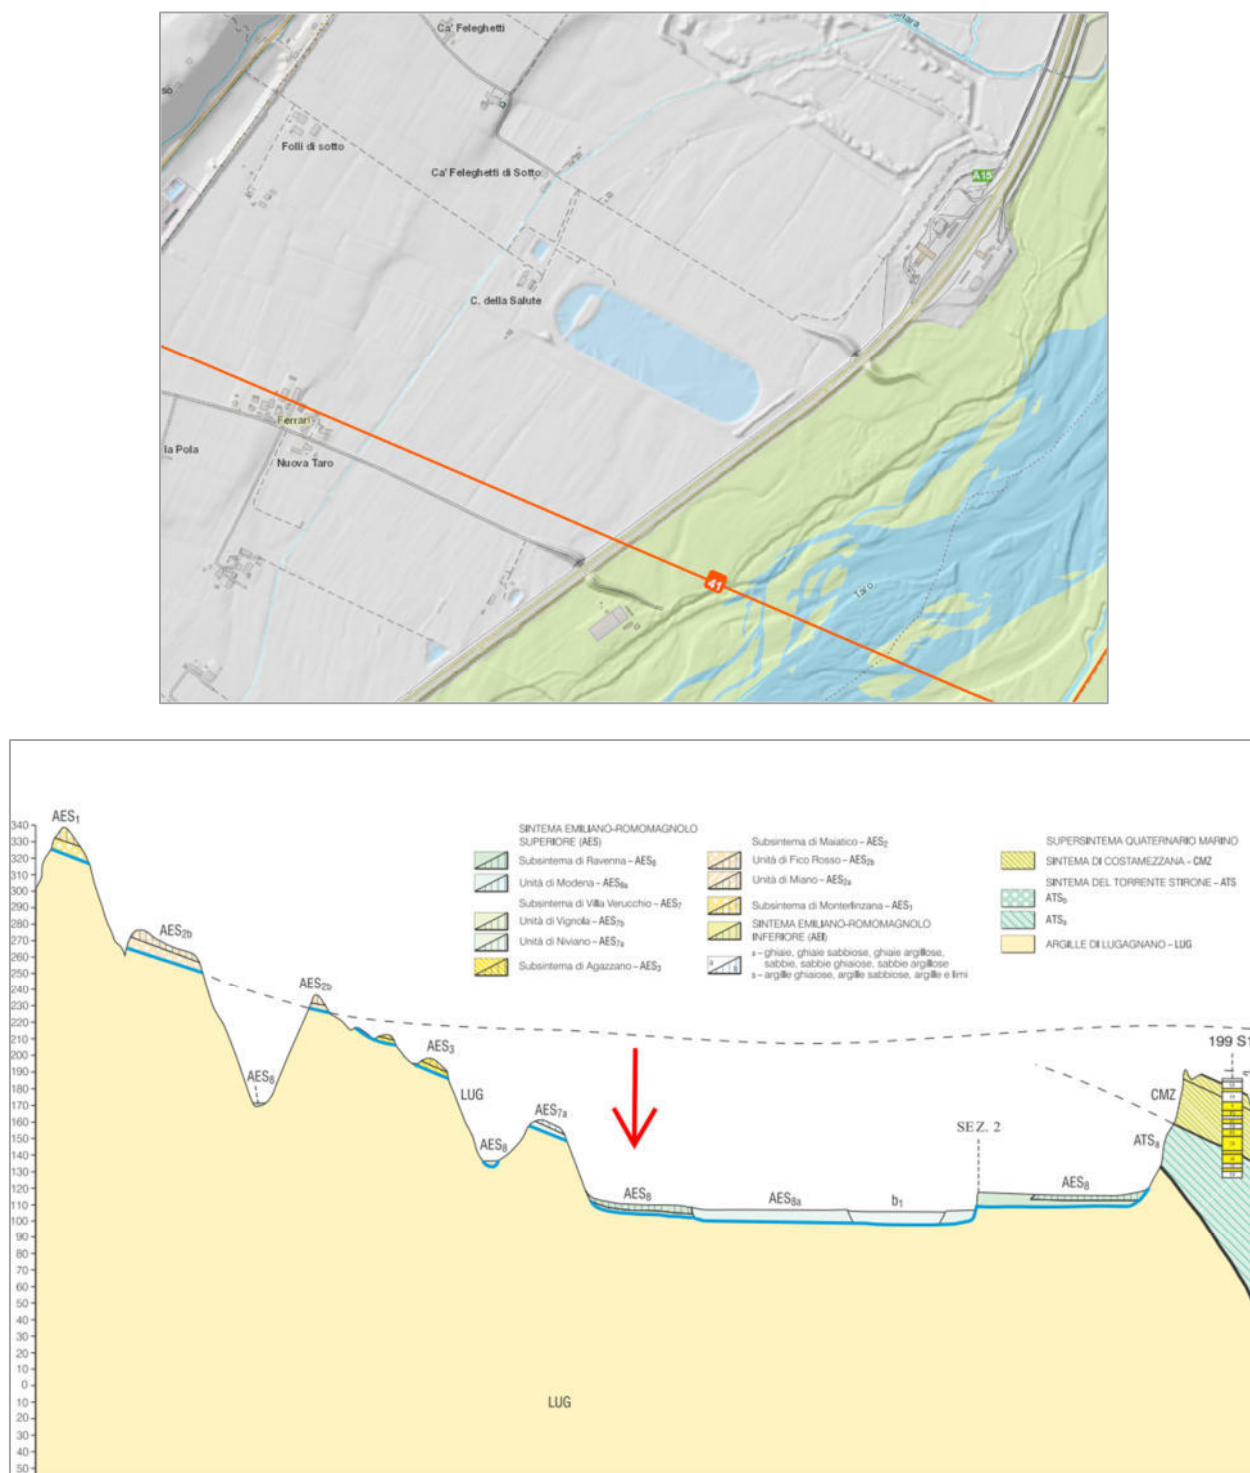 Ca' Feleghetti
Folli di sotto
Ca' Feleghetti di Sotto
A15
C. della Salute
Ferrari
la Pola
Nuova Taro
41
Taro
AES1
AES2b
AES8
AES2b
AES3
LUG
AES8
AES7a
AES8
AES8a
b1
SEZ. 2
AES8
ATSa
CMZ
199 S1
LUG
SINTEMA EMILIANO-ROMOMAGNOLO
SUPERIORE (AES)
Subsintema di Ravenna – AES8
Unità di Modena – AES8a
Subsintema di Villa Verucchio – AES7
Unità di Vignola – AES7b
Unità di Niviano – AES7a
Subsintema di Agazzano – AES3
Subsintema di Maiatico – AES2
Unità di Fico Rosso – AES2b
Unità di Miano – AES2a
Subsintema di Monterlinzana – AES1
SINTEMA EMILIANO-ROMOMAGNOLO
INFERIORE (AEI)
a – ghiaie, ghiaie sabbiose, ghiaie argillose,
sabbie, sabbie ghiaiose, sabbie argillose
b – argille ghiaiose, argille sabbiose, argille e limi
SUPERSINTEMA QUATERNARIO MARINO
SINTEMA DI COSTAMEZZANA – CMZ
SINTEMA DEL TORRENTE STIRONE – ATS
ATSb
ATSa
ARGILLE DI LUGAGNANO – LUG
340
330
320
310
300
290
280
270
260
250
240
230
220
210
200
190
180
170
160
150
140
130
120
110
100
90
80
70
60
50
40
30
20
10
0
10
20
30
40
50